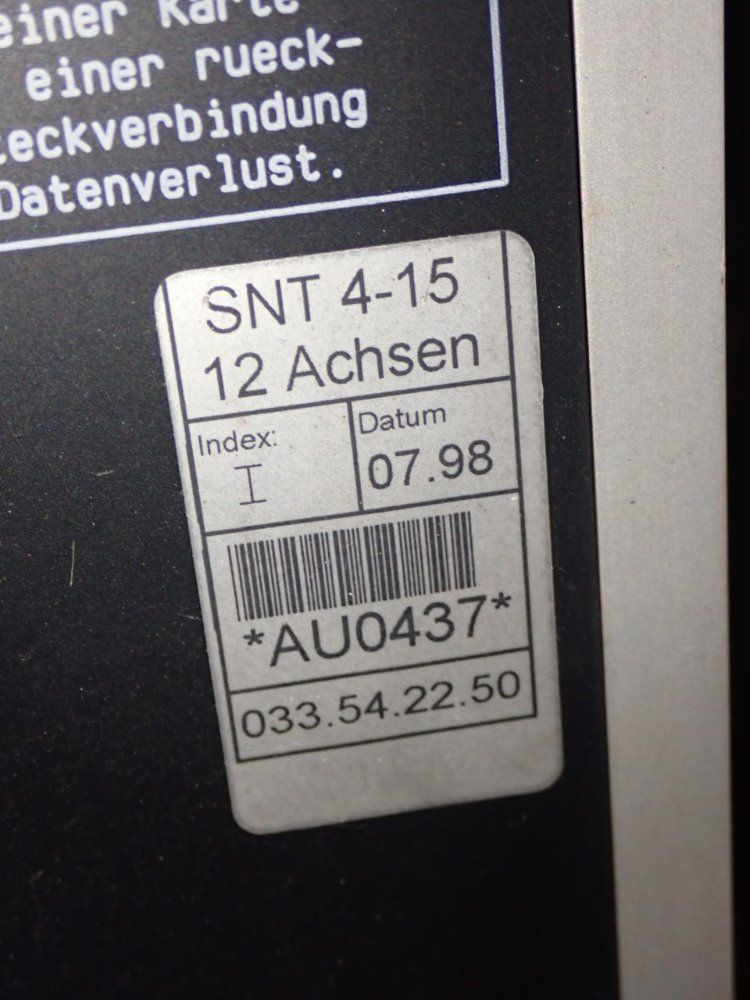 einer Karte
einer rueck-
teckverbindung
Datenverlust.
SNT 4-15
12 Achsen
Index:
I
Datum
07.98
*AU0437*
033.54.22.50